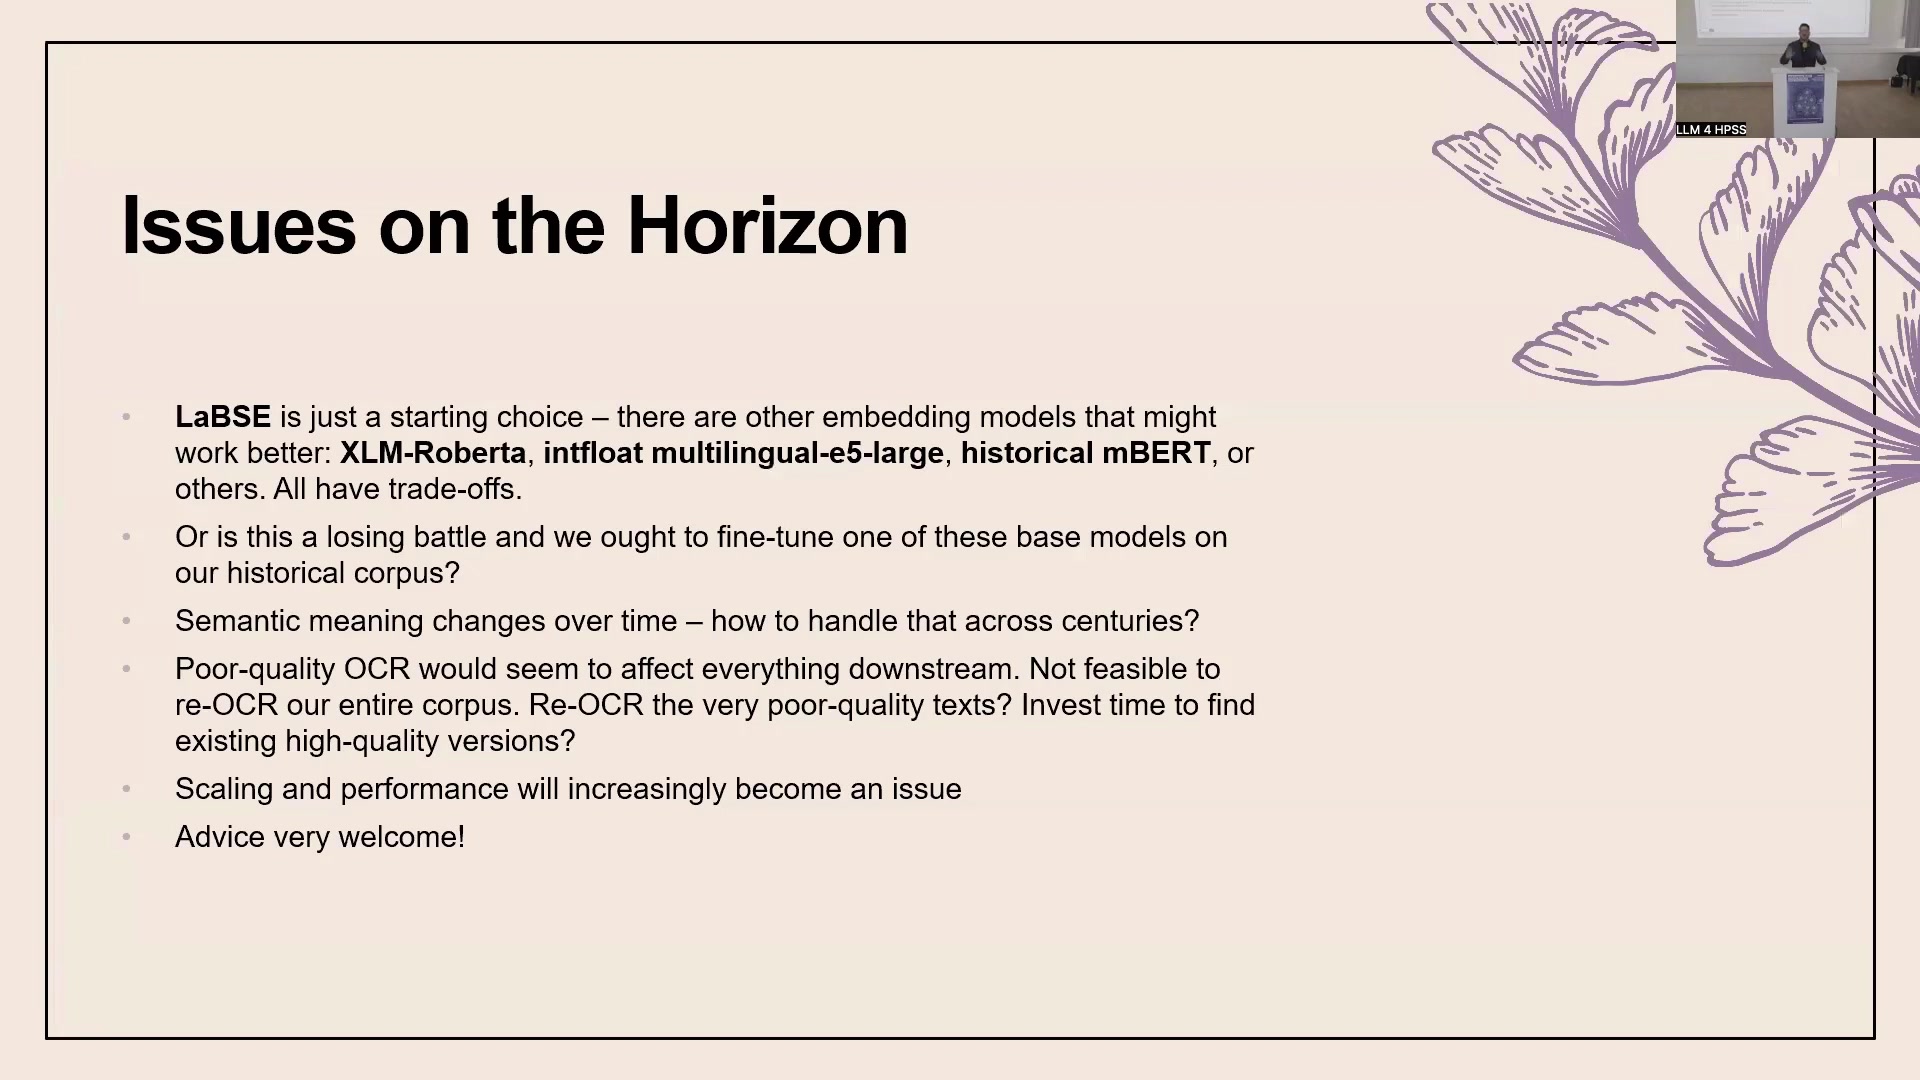 LLM 4 HPSS
Issues on the Horizon
• LaBSE is just a starting choice – there are other embedding models that might
work better: XLM-Roberta, intfloat multilingual-e5-large, historical mBERT, or
others. All have trade-offs.
• Or is this a losing battle and we ought to fine-tune one of these base models on
our historical corpus?
• Semantic meaning changes over time – how to handle that across centuries?
• Poor-quality OCR would seem to affect everything downstream. Not feasible to
re-OCR our entire corpus. Re-OCR the very poor-quality texts? Invest time to find
existing high-quality versions?
• Scaling and performance will increasingly become an issue
• Advice very welcome!